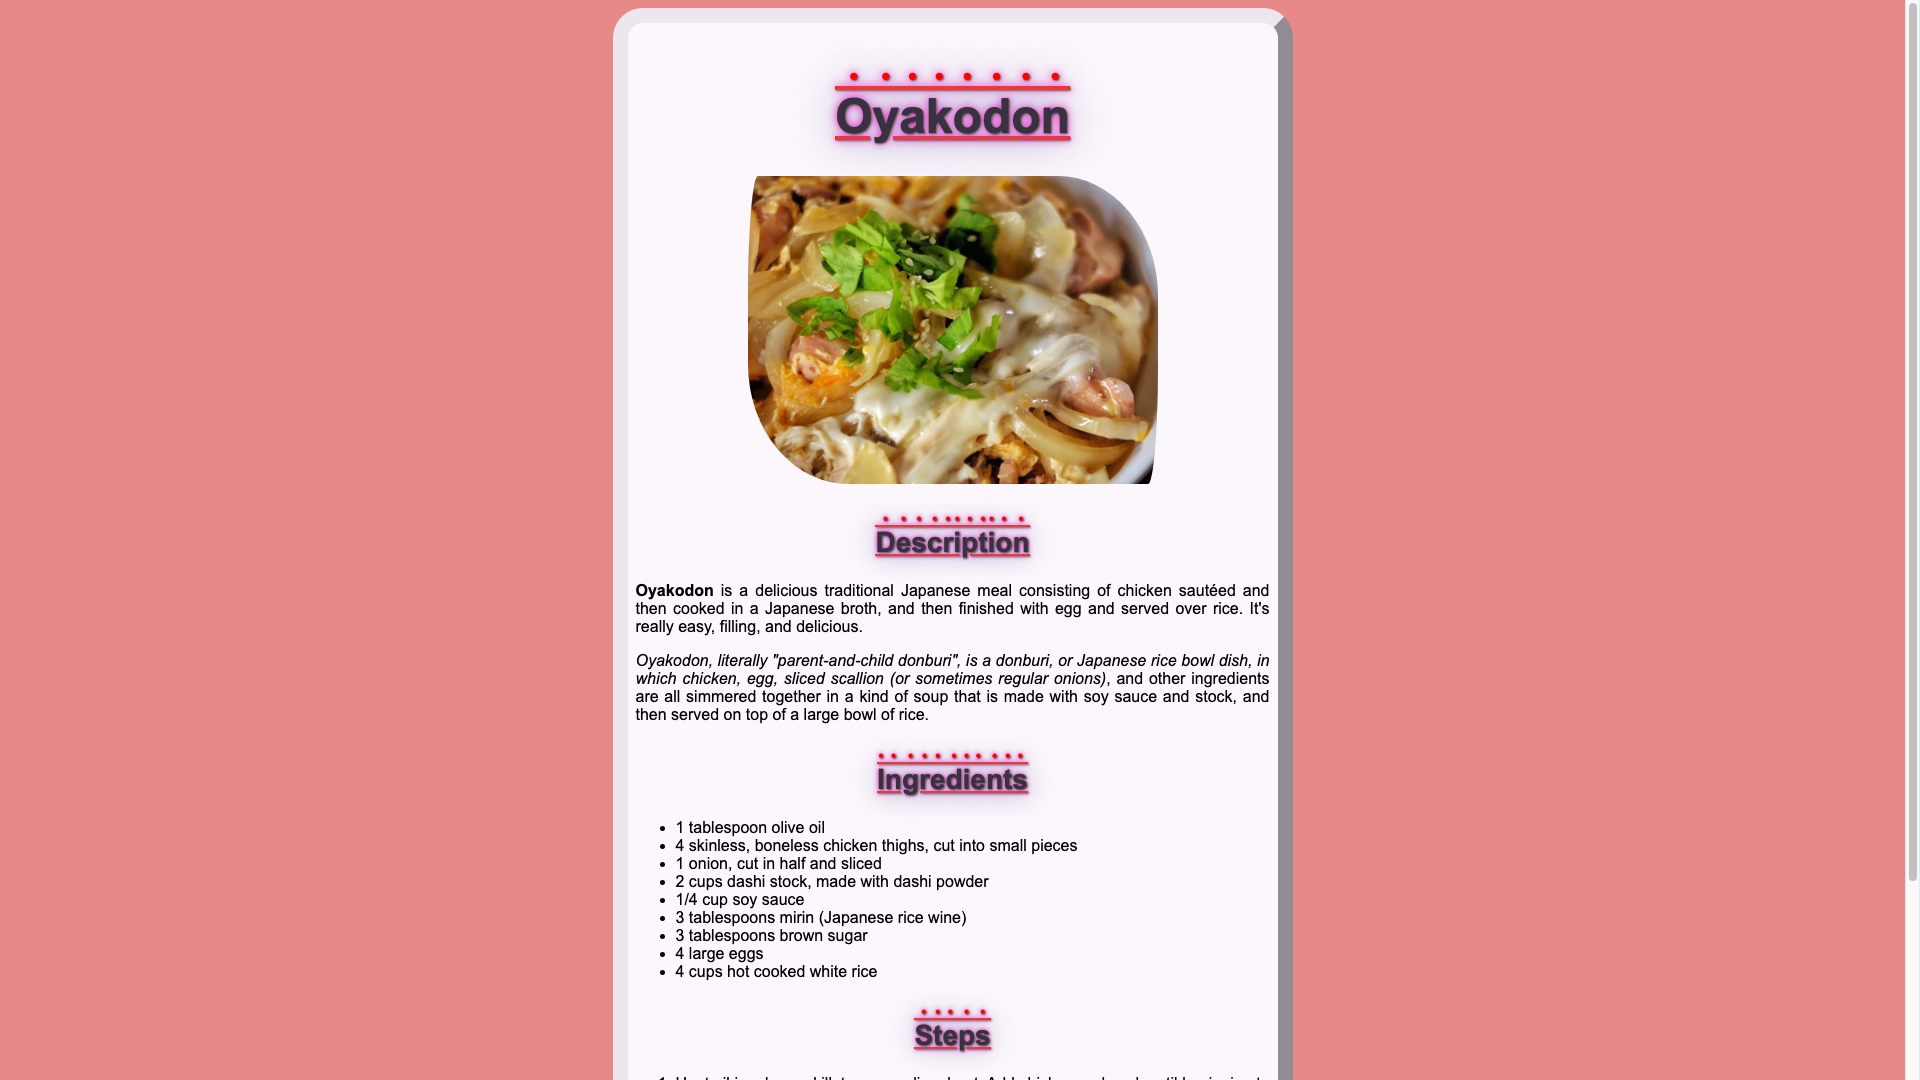 Oyakodon
Description
Oyakodon is a delicious traditional Japanese meal consisting of chicken sautéed and
then cooked in a Japanese broth, and then finished with egg and served over rice. It's
really easy, filling, and delicious.
Oyakodon, literally "parent-and-child donburi", is a donburi, or Japanese rice bowl dish, in
which chicken, egg, sliced scallion (or sometimes regular onions), and other ingredients
are all simmered together in a kind of soup that is made with soy sauce and stock, and
then served on top of a large bowl of rice.
Ingredients
• 1 tablespoon olive oil
• 4 skinless, boneless chicken thighs, cut into small pieces
• 1 onion, cut in half and sliced
• 2 cups dashi stock, made with dashi powder
• 1/4 cup soy sauce
• 3 tablespoons mirin (Japanese rice wine)
• 3 tablespoons brown sugar
• 4 large eggs
• 4 cups hot cooked white rice
Steps